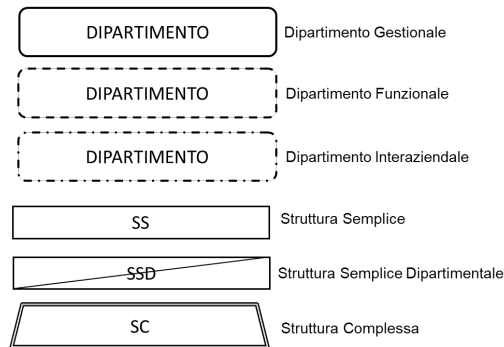 DIPARTIMENTO Dipartimento Gestionale
DIPARTIMENTO Dipartimento Funzionale
DIPARTIMENTO Dipartimento Interaziendale
SS Struttura Semplice
SSD Struttura Semplice Dipartimentale
SC Struttura Complessa